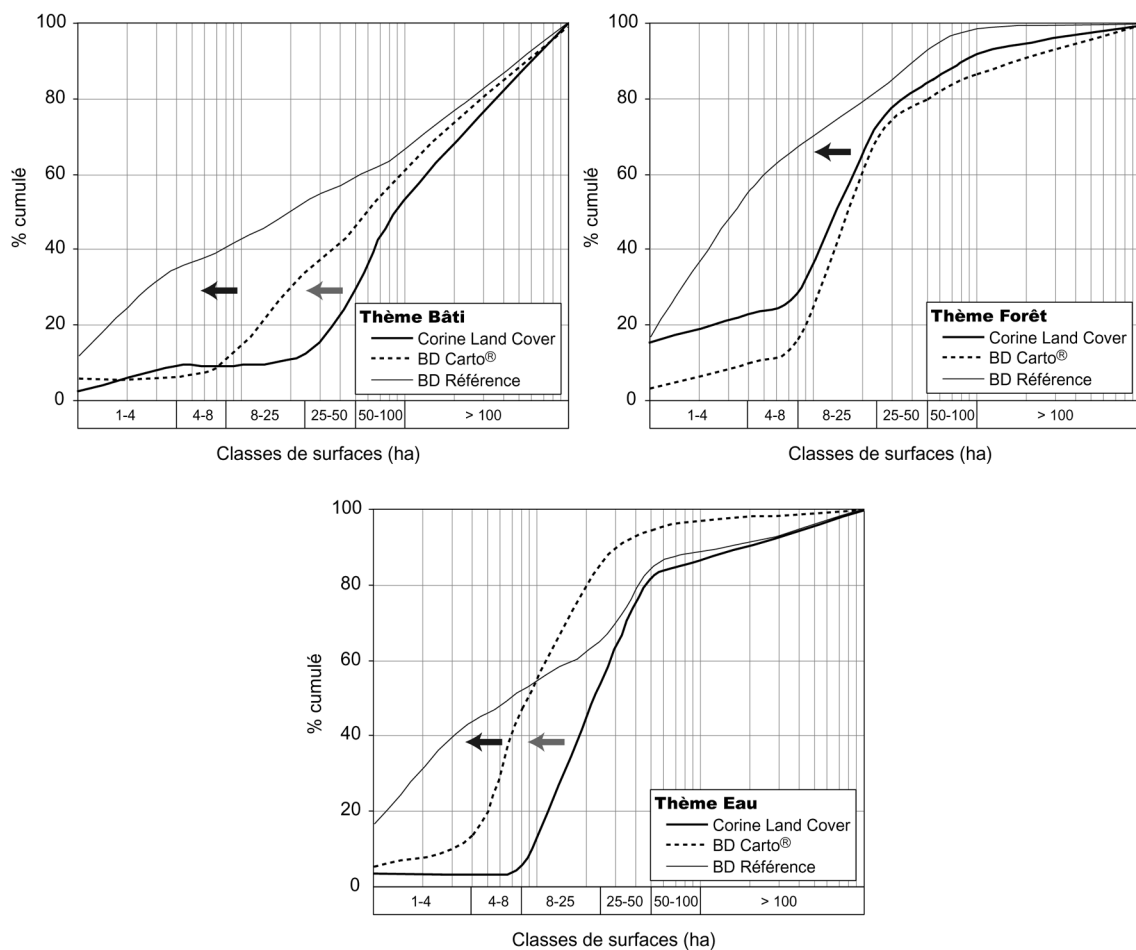 100
80
60
40
20
0
% cumulé
Thème Bâti
Corine Land Cover
BD Carto®
BD Référence
1-4 4-8 8-25 25-50 50-100 > 100
Classes de surfaces (ha)
100
80
60
40
20
0
% cumulé
Thème Forêt
Corine Land Cover
BD Carto®
BD Référence
1-4 4-8 8-25 25-50 50-100 > 100
Classes de surfaces (ha)
100
80
60
40
20
0
% cumulé
Thème Eau
Corine Land Cover
BD Carto®
BD Référence
1-4 4-8 8-25 25-50 50-100 > 100
Classes de surfaces (ha)